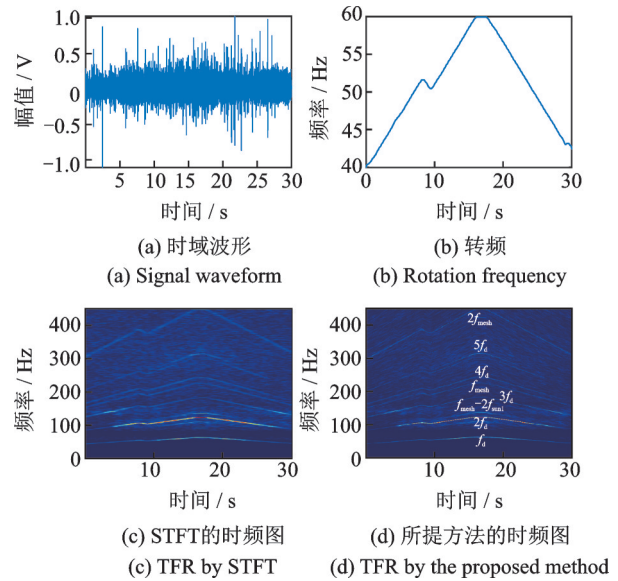 1.0
0.5
0
−0.5
−1.0
幅值 / V
5 10 15 20 25 30
时间 / s
(a) 时域波形
(a) Signal waveform
60
55
50
45
40
频率 / Hz
0 10 20 30
时间 / s
(b) 转频
(b) Rotation frequency
400
300
200
100
0
频率 / Hz
10 20 30
时间 / s
(c) STFT的时频图
(c) TFR by STFT
400
300
200
100
0
频率 / Hz
2f_mesh
5f_d
4f_d
f_mesh
3f_d
f_mesh−2f_sun1
2f_d
f_d
10 20 30
时间 / s
(d) 所提方法的时频图
(d) TFR by the proposed method